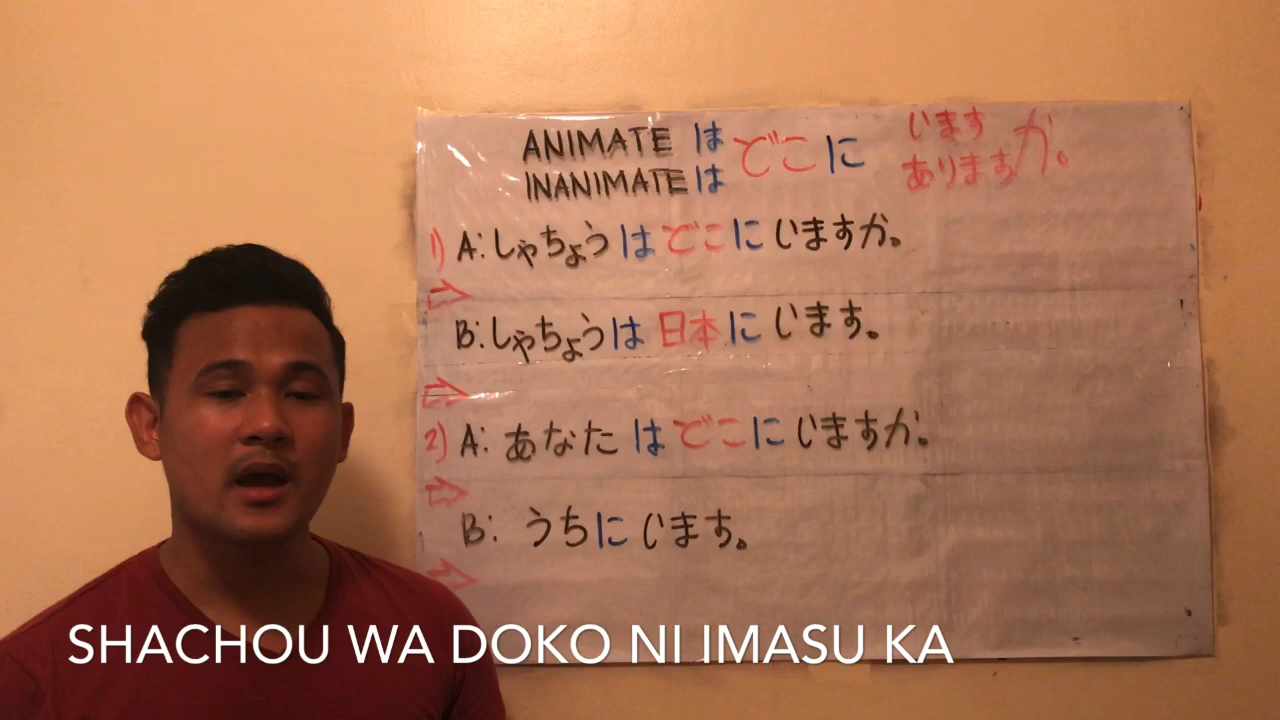 ANIMATE は どこに います か。
INANIMATE は あります
1) A: しゃちょう は どこ に いますか。
B: しゃちょう は 日本 に います。
2) A: あなた は どこ に いますか。
B: うち に います。
SHACHOU WA DOKO NI IMASU KA